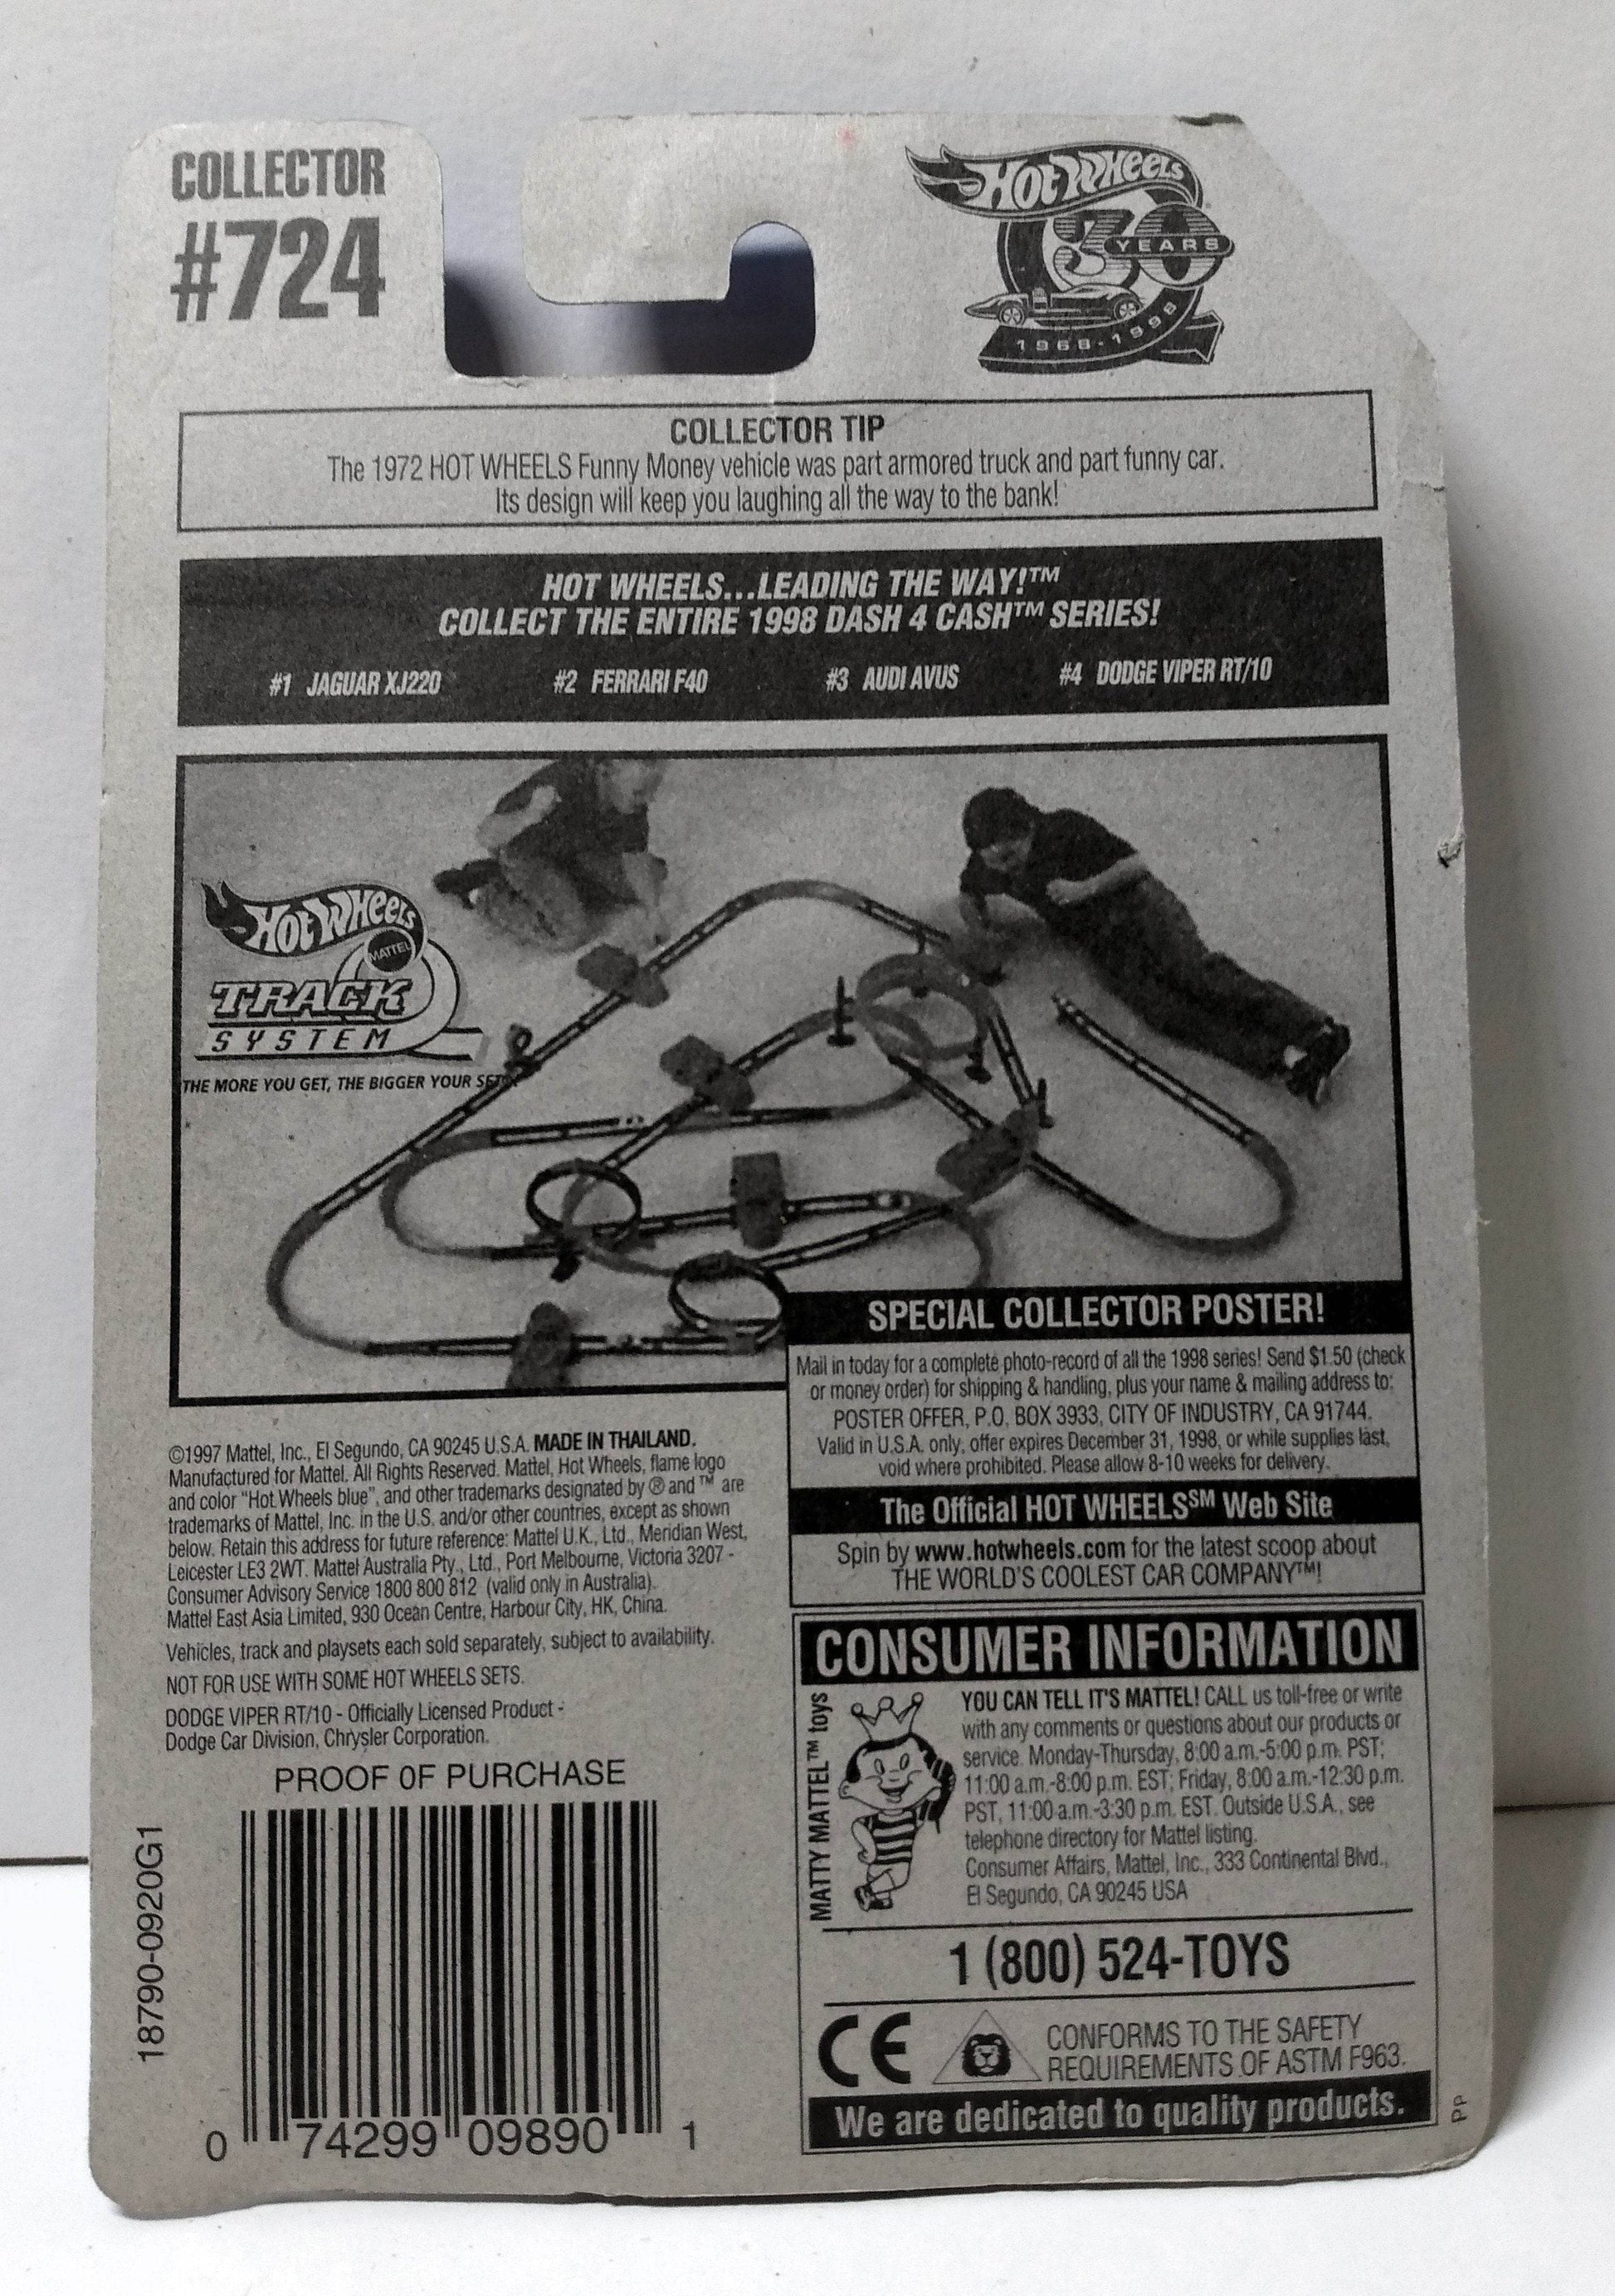 COLLECTOR
#724
HOT WHEELS
30
YEARS
1968-1998
COLLECTOR TIP
The 1972 HOT WHEELS Funny Money vehicle was part armored truck and part funny car.
Its design will keep you laughing all the way to the bank!
HOT WHEELS...LEADING THE WAY!™
COLLECT THE ENTIRE 1998 DASH 4 CASH™ SERIES!
#1 JAGUAR XJ220 #2 FERRARI F40 #3 AUDI AVUS #4 DODGE VIPER RT/10
HOT WHEELS
MATTEL
TRACK
SYSTEM
THE MORE YOU GET, THE BIGGER YOUR SET
SPECIAL COLLECTOR POSTER!
Mail in today for a complete photo-record of all the 1998 series! Send $1.50 (check
or money order) for shipping & handling, plus your name & mailing address to:
POSTER OFFER, P.O. BOX 3933, CITY OF INDUSTRY, CA 91744.
Valid in U.S.A. only, offer expires December 31, 1998, or while supplies last,
void where prohibited. Please allow 8-10 weeks for delivery.
The Official HOT WHEELS℠ Web Site
Spin by www.hotwheels.com for the latest scoop about
THE WORLD'S COOLEST CAR COMPANY™!
©1997 Mattel, Inc., El Segundo, CA 90245 U.S.A. MADE IN THAILAND.
Manufactured for Mattel. All Rights Reserved. Mattel, Hot Wheels, flame logo
and color "Hot Wheels blue", and other trademarks designated by ® and ™ are
trademarks of Mattel, Inc. in the U.S. and/or other countries, except as shown
below. Retain this address for future reference: Mattel U.K., Ltd., Meridian West,
Leicester LE3 2WT. Mattel Australia Pty., Ltd., Port Melbourne, Victoria 3207 -
Consumer Advisory Service 1800 800 812 (valid only in Australia).
Mattel East Asia Limited, 930 Ocean Centre, Harbour City, HK, China.
Vehicles, track and playsets each sold separately, subject to availability.
NOT FOR USE WITH SOME HOT WHEELS SETS.
DODGE VIPER RT/10 - Officially Licensed Product -
Dodge Car Division, Chrysler Corporation.
PROOF OF PURCHASE
18790-0920G1
0 74299 09890 1
CONSUMER INFORMATION
MATTY MATTEL™ toys
YOU CAN TELL IT'S MATTEL! CALL us toll-free or write
with any comments or questions about our products or
service. Monday-Thursday, 8:00 a.m.-5:00 p.m. PST;
11:00 a.m.-8:00 p.m. EST; Friday, 8:00 a.m.-12:30 p.m.
PST, 11:00 a.m.-3:30 p.m. EST. Outside U.S.A., see
telephone directory for Mattel listing.
Consumer Affairs, Mattel, Inc., 333 Continental Blvd.,
El Segundo, CA 90245 USA
1 (800) 524-TOYS
CE
CONFORMS TO THE SAFETY
REQUIREMENTS OF ASTM F963.
We are dedicated to quality products.
PP